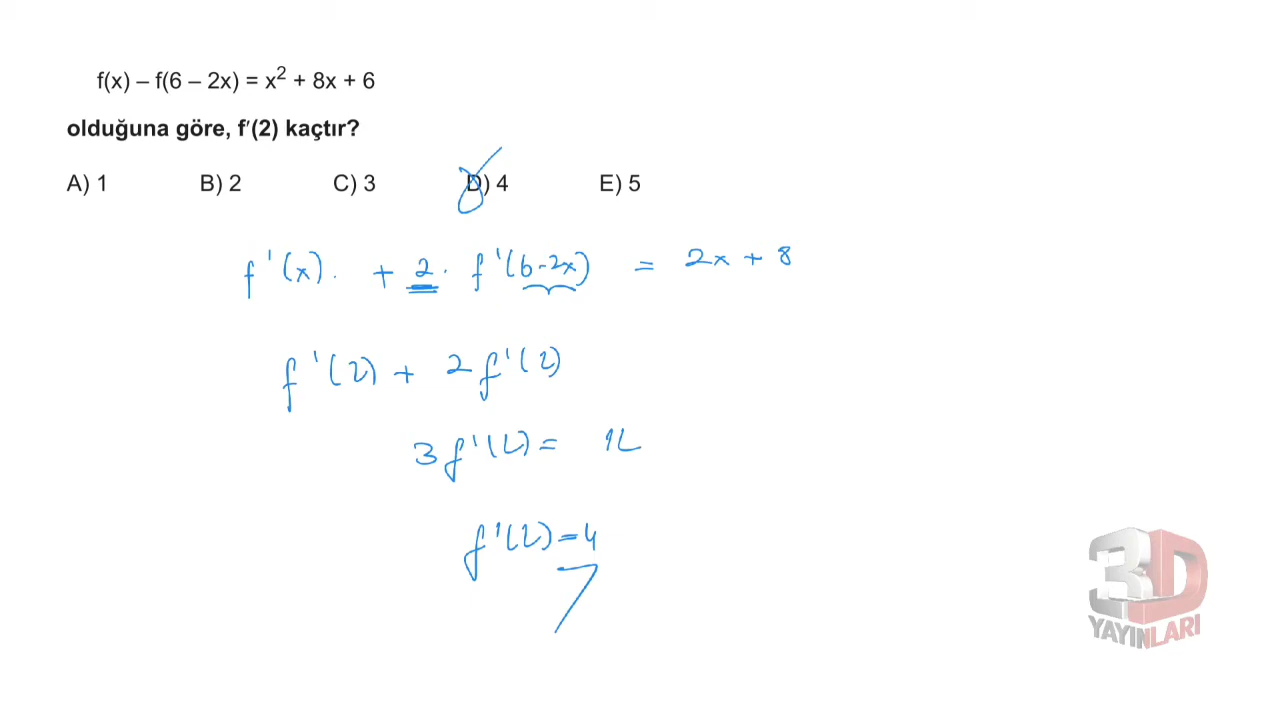 f(x) – f(6 – 2x) = x² + 8x + 6
olduğuna göre, f′(2) kaçtır?
A) 1 B) 2 C) 3 D) 4 E) 5
f'(x) . + 2 . f'(6-2x) = 2x + 8
f'(2) + 2f'(2)
3f'(2) = 12
f'(2) = 4
3D
YAYINLARI